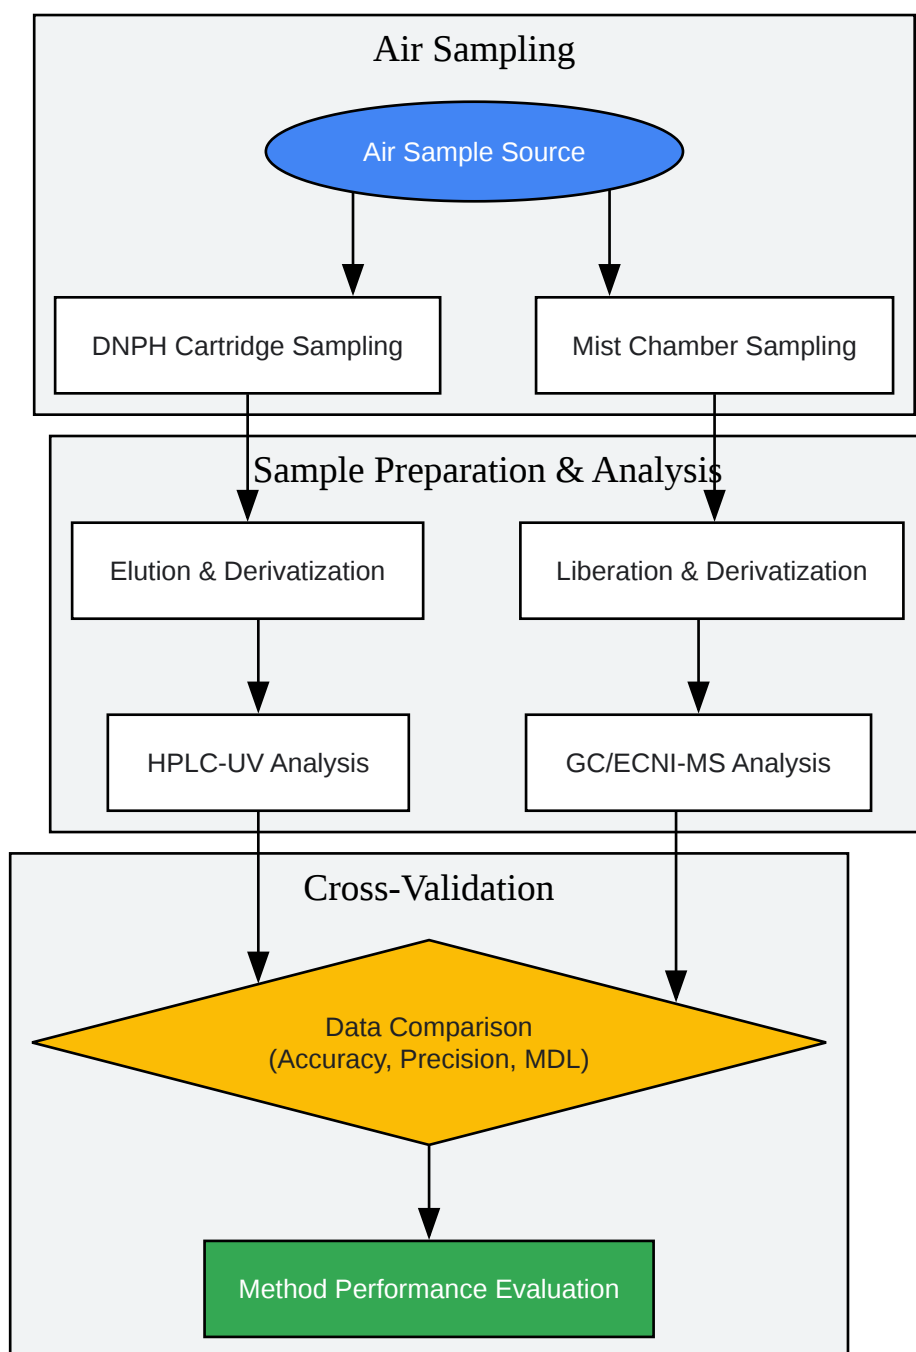 Air Sampling
Air Sample Source
DNPH Cartridge Sampling
Mist Chamber Sampling
Sample Preparation & Analysis
Elution & Derivatization
Liberation & Derivatization
HPLC-UV Analysis
GC/ECNI-MS Analysis
Cross-Validation
Data Comparison
(Accuracy, Precision, MDL)
Method Performance Evaluation